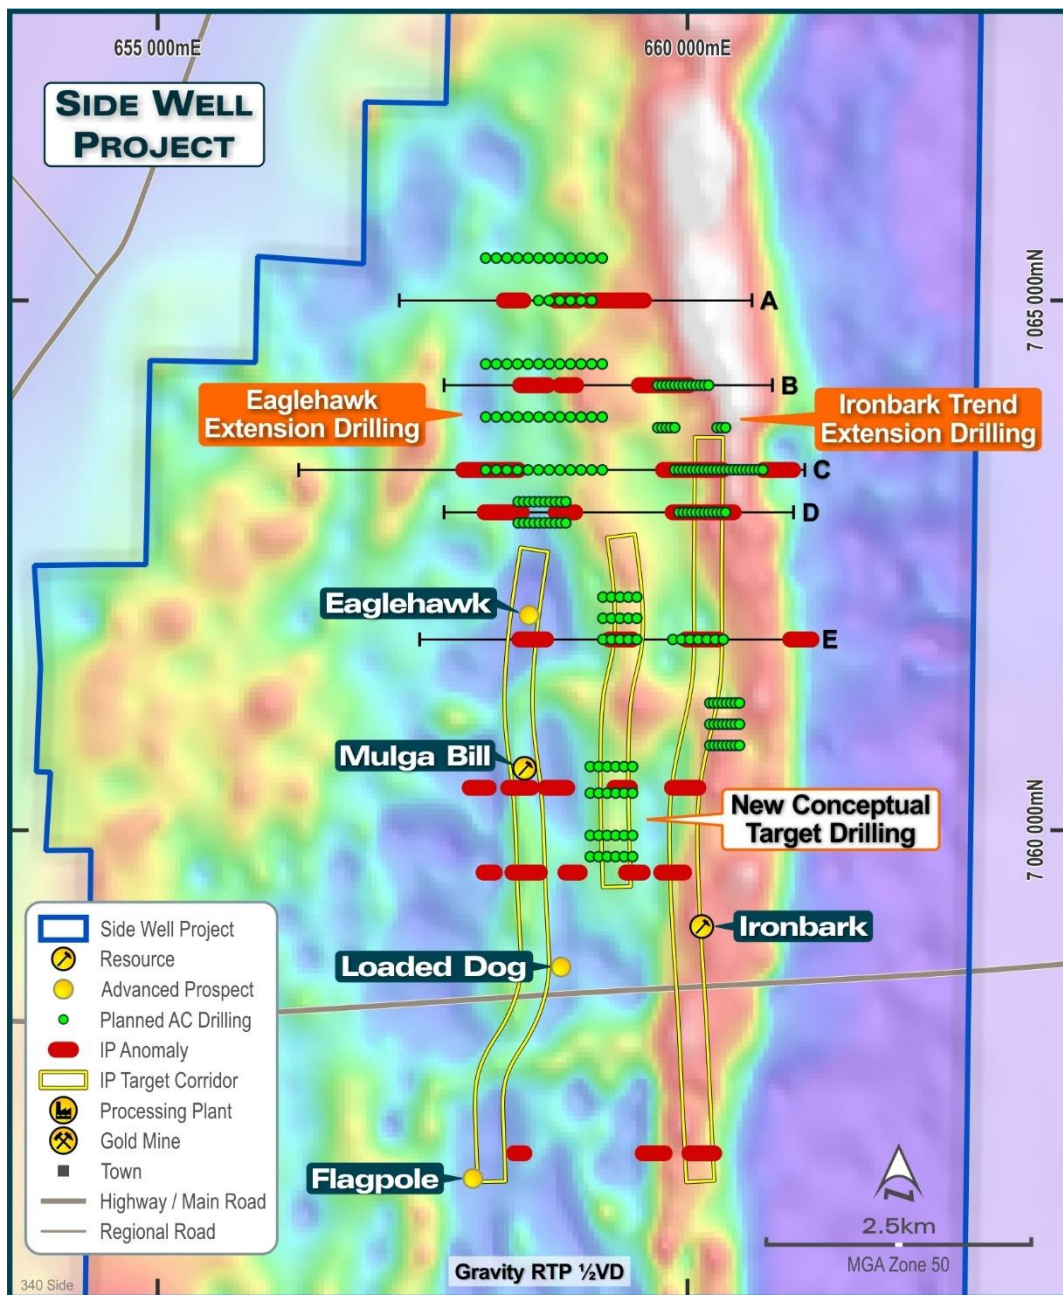 655 000mE
660 000mE
SIDE WELL
PROJECT
7 065 000mN
A
B
Eaglehawk
Extension Drilling
Ironbark Trend
Extension Drilling
C
D
Eaglehawk
E
Mulga Bill
New Conceptual
Target Drilling
7 060 000mN
Ironbark
Loaded Dog
Flagpole
Side Well Project
Resource
Advanced Prospect
Planned AC Drilling
IP Anomaly
IP Target Corridor
Processing Plant
Gold Mine
Town
Highway / Main Road
Regional Road
N
2.5km
MGA Zone 50
Gravity RTP ½VD
340 Side